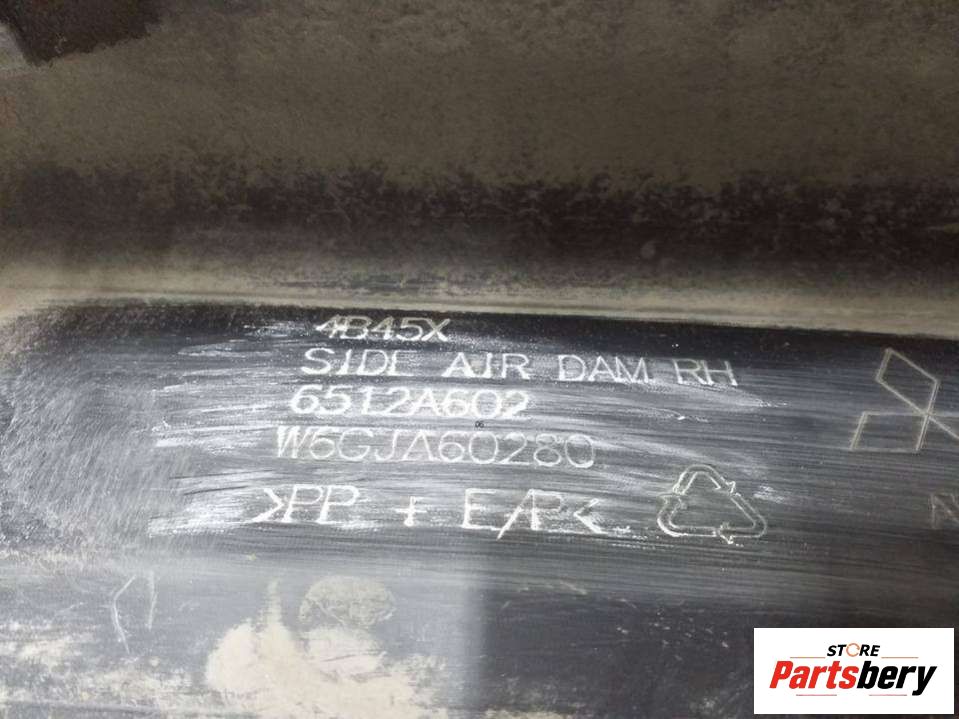 4B45X
SIDE AIR DAM RH
6512A602
W6GJA60280
>PP + E/P<
STORE
Partsbery